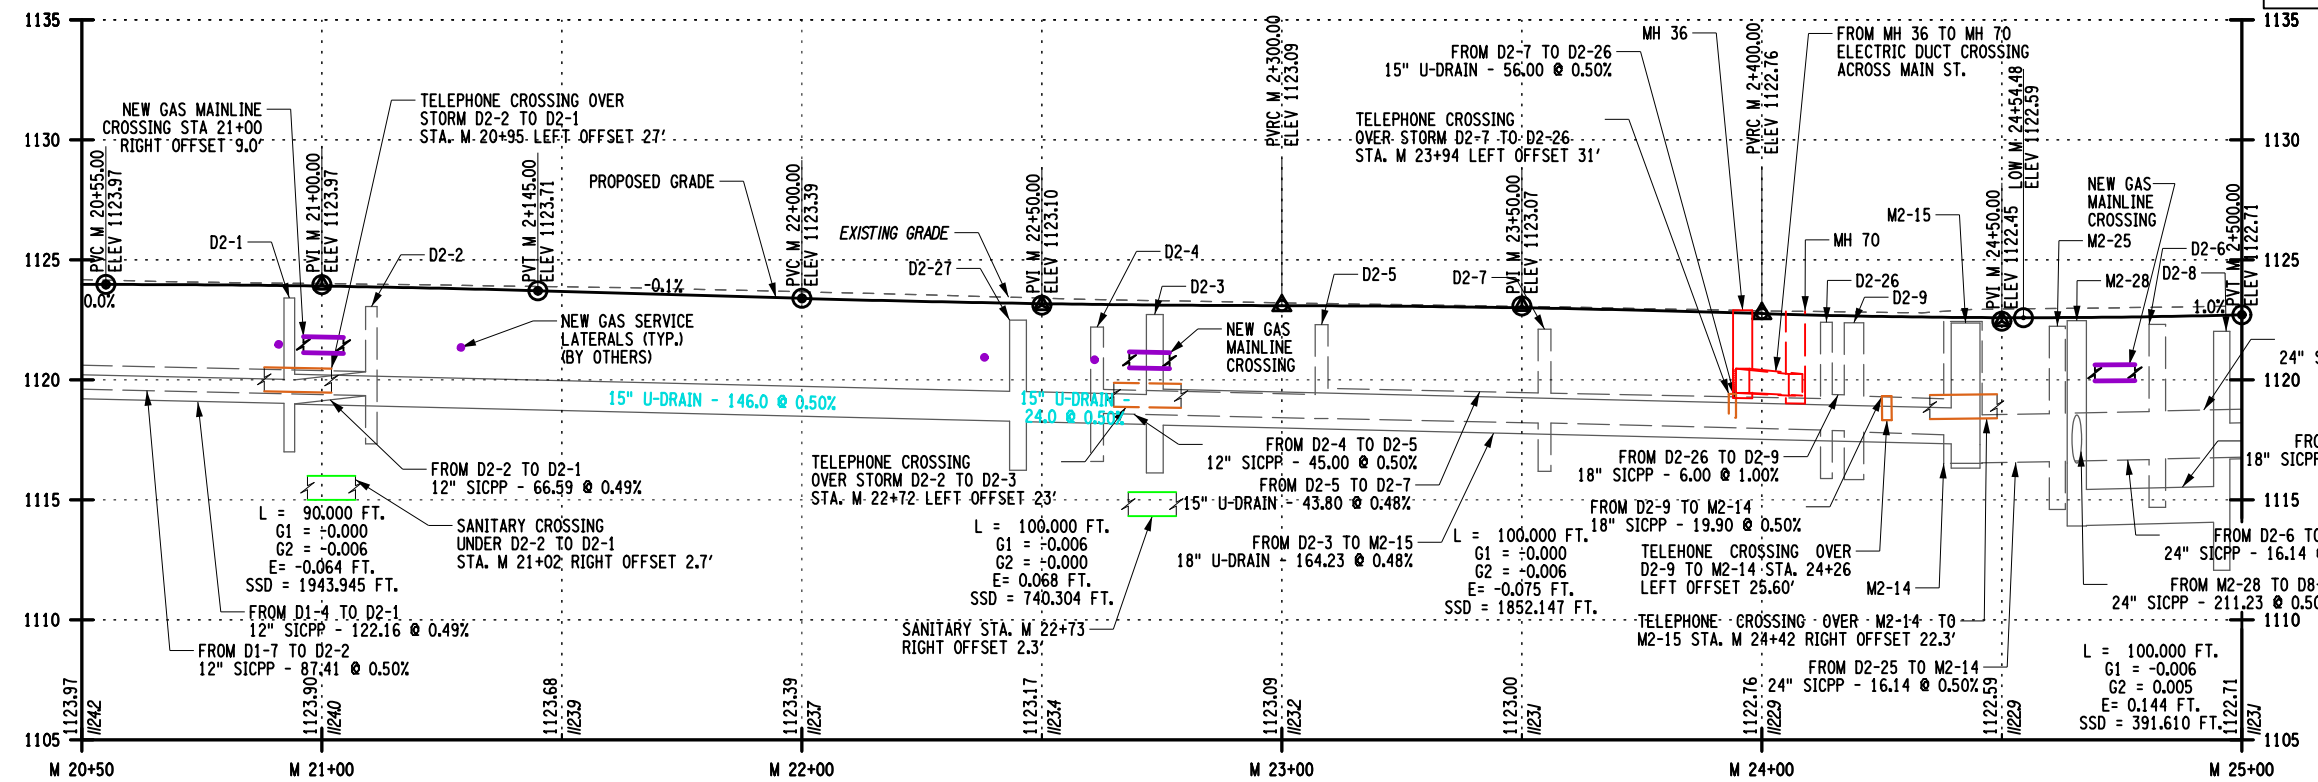 1135
1130
1125
1120
1115
1110
1105
1135
1130
1125
1120
1115
1110
1105
NEW GAS MAINLINE
CROSSING STA 21+00
RIGHT OFFSET 9.0'
TELEPHONE CROSSING OVER
STORM D2-2 TO D2-1
STA. M 20+95 LEFT OFFSET 27'
PVC M 20+55.00
ELEV 1123.97
0.0%
D2-1
PVI M 21+00.00
ELEV 1123.97
D2-2
PVT M 2+145.00
ELEV 1123.71
PROPOSED GRADE
-0.1%
PVC M 22+00.00
ELEV 1123.39
EXISTING GRADE
D2-27
PVI M 22+50.00
ELEV 1123.10
D2-4
D2-3
PVRC M 2+300.00
ELEV 1123.09
D2-5
FROM D2-7 TO D2-26
15" U-DRAIN - 56.00 @ 0.50%
TELEPHONE CROSSING
OVER STORM D2-7 TO D2-26
STA. M 23+94 LEFT OFFSET 31'
D2-7
PVI M 23+50.00
ELEV 1123.07
MH 36
PVRC M 2+400.00
ELEV 1122.76
FROM MH 36 TO MH 70
ELECTRIC DUCT CROSSING
ACROSS MAIN ST.
MH 70
D2-26
D2-9
M2-15
PVI M 24+50.00
ELEV 1122.45
LOW M 24+54.48
ELEV 1122.59
NEW GAS
MAINLINE
CROSSING
M2-25
M2-28
D2-6
D2-8
PVT M 2+500.00
ELEV 1122.71
1.0%
24" S
NEW GAS SERVICE
LATERALS (TYP.)
(BY OTHERS)
NEW GAS
MAINLINE
CROSSING
15" U-DRAIN - 146.0 @ 0.50%
15" U-DRAIN -
24.0 @ 0.50%
FROM D2-2 TO D2-1
12" SICPP - 66.59 @ 0.49%
SANITARY CROSSING
UNDER D2-2 TO D2-1
STA. M 21+02 RIGHT OFFSET 2.7'
L = 90.000 FT.
G1 = -0.000
G2 = -0.006
E= -0.064 FT.
SSD = 1943.945 FT.
FROM D1-4 TO D2-1
12" SICPP - 122.16 @ 0.49%
FROM D1-7 TO D2-2
12" SICPP - 87.41 @ 0.50%
TELEPHONE CROSSING
OVER STORM D2-2 TO D2-3
STA. M 22+72 LEFT OFFSET 23'
L = 100.000 FT.
G1 = -0.006
G2 = -0.000
E= 0.068 FT.
SSD = 740.304 FT.
SANITARY STA. M 22+73
RIGHT OFFSET 2.3'
FROM D2-4 TO D2-5
12" SICPP - 45.00 @ 0.50%
FROM D2-5 TO D2-7
15" U-DRAIN - 43.80 @ 0.48%
FROM D2-3 TO M2-15
18" U-DRAIN - 164.23 @ 0.48%
L = 100.000 FT.
G1 = -0.000
G2 = -0.006
E= -0.075 FT.
SSD = 1852.147 FT.
FROM D2-26 TO D2-9
18" SICPP - 6.00 @ 1.00%
FROM D2-9 TO M2-14
18" SICPP - 19.90 @ 0.50%
TELEHONE CROSSING OVER
D2-9 TO M2-14 STA. 24+26
LEFT OFFSET 25.60'
M2-14
TELEPHONE CROSSING OVER M2-14 TO
M2-15 STA. M 24+42 RIGHT OFFSET 22.3'
FROM D2-25 TO M2-14
24" SICPP - 16.14 @ 0.50%
FRO
18" SICPP
FROM D2-6 TO
24" SICPP - 16.14
FROM M2-28 TO D8-
24" SICPP - 211.23 @ 0.50
L = 100.000 FT.
G1 = -0.006
G2 = 0.005
E= 0.144 FT.
SSD = 391.610 FT.
1123.97
1124.2
1123.90
1124.0
1123.68
1123.9
1123.39
1123.7
1123.17
1123.4
1123.09
1123.2
1123.00
1123.1
1122.76
1122.9
1122.59
1122.9
1122.71
1123.1
M 20+50
M 21+00
M 22+00
M 23+00
M 24+00
M 25+00